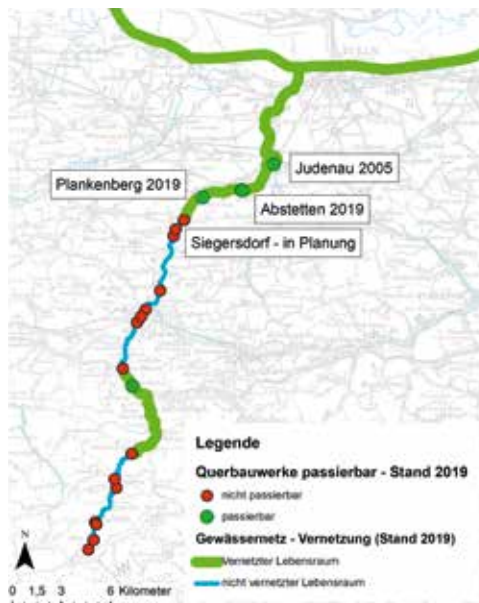 Judenau 2005
Plankenberg 2019
Abstetten 2019
Siegersdorf - in Planung
Legende
Querbauwerke passierbar - Stand 2019
nicht passierbar
passierbar
Gewässernetz - Vernetzung (Stand 2019)
Vernetzter Lebensraum
nicht vernetzter Lebensraum
N
0 1,5 3 6 Kilometer